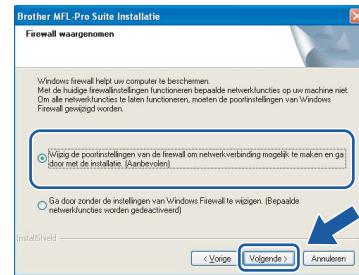 Brother MFL-Pro Suite Installatie
Firewall waargenomen
Windows firewall helpt uw computer te beschermen.
Met de huidige firewallinstellingen functioneren bepaalde netwerkfuncties op uw machine niet.
Om alle netwerkfuncties te laten functioneren, moeten de poortinstellingen van Windows
Firewall gewijzigd worden.
Wijzig de poortinstellingen van de firewall om netwerkverbinding mogelijk te maken en ga
door met de installatie. (Aanbevolen)
Ga door zonder de instellingen van Windows Firewall te wijzigen. (Bepaalde
netwerkfuncties worden gedeactiveerd)
InstallShield
< Vorige
Volgende >
Annuleren